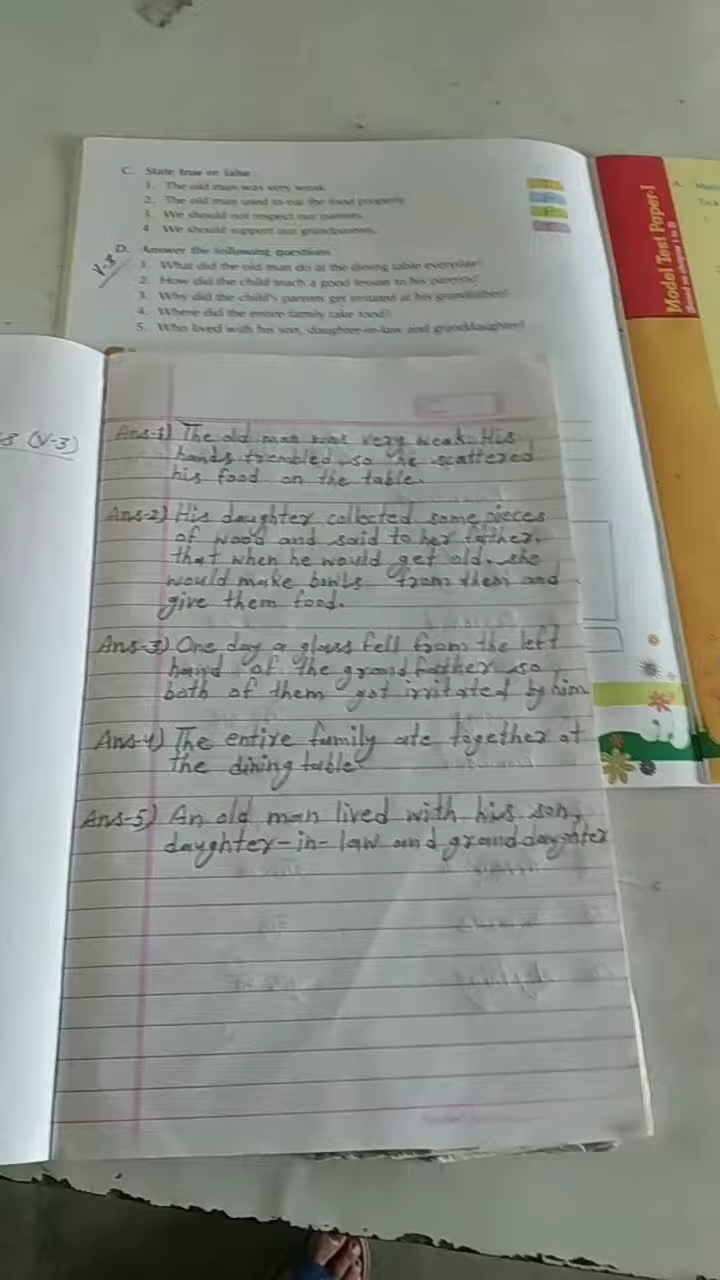 C. State true or false
1. The old man was very weak.
2. The old man used to eat the food properly.
3. We should not respect our parents.
4. We should support our grandparents.
V-3
D. Answer the following questions
1. What did the old man do at the dining table everyday?
2. How did the child teach a good lesson to his parents?
3. Why did the child's parents get irritated at his grandfather?
4. Where did the entire family take food?
5. Who lived with his son, daughter-in-law and granddaughter?
Model Test Paper-1
(V-3)
Ans-1) The old man was very weak. His
hands trembled so he scattered
his food on the table.
Ans-2) His daughter collected some pieces
of wood and said to her father.
that when he would get old. she
would make bowls from them and
give them food.
Ans-3) One day a glass fell from the left
hand of the grandfather so
both of them got irritated by him
Ans-4) The entire family ate together at
the dining table.
Ans-5) An old man lived with his son,
daughter-in-law and granddaughter